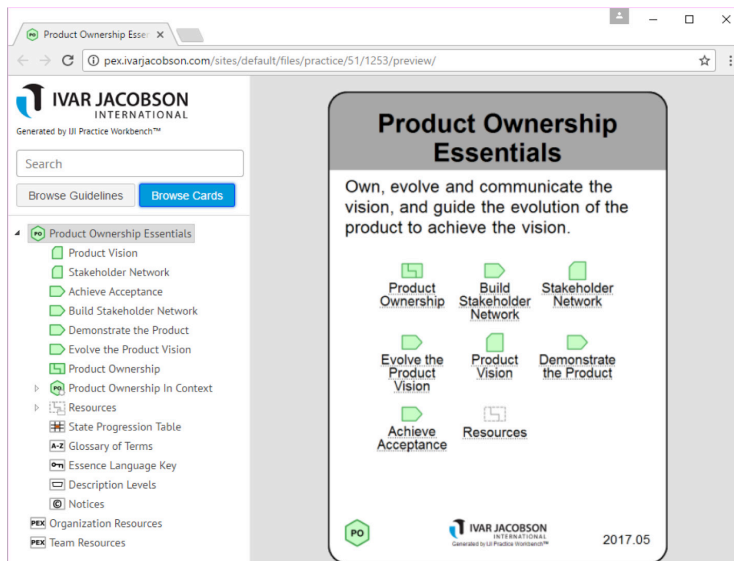 Product Ownership Esser
pex.ivarjacobson.com/sites/default/files/practice/51/1253/preview/
IVAR JACOBSON
INTERNATIONAL
Generated by IJI Practice Workbench™
Search
Browse Guidelines
Browse Cards
PO
Product Ownership Essentials
Product Vision
Stakeholder Network
Achieve Acceptance
Build Stakeholder Network
Demonstrate the Product
Evolve the Product Vision
Product Ownership
PO
Product Ownership In Context
Resources
State Progression Table
A-Z
Glossary of Terms
Essence Language Key
Description Levels
©
Notices
PEX
Organization Resources
PEX
Team Resources
Product Ownership
Essentials
Own, evolve and communicate the
vision, and guide the evolution of the
product to achieve the vision.
Product
Ownership
Build
Stakeholder
Network
Stakeholder
Network
Evolve the
Product
Vision
Product
Vision
Demonstrate
the Product
Achieve
Acceptance
Resources
PO
IVAR JACOBSON
INTERNATIONAL
Generated by IJI Practice Workbench™
2017.05